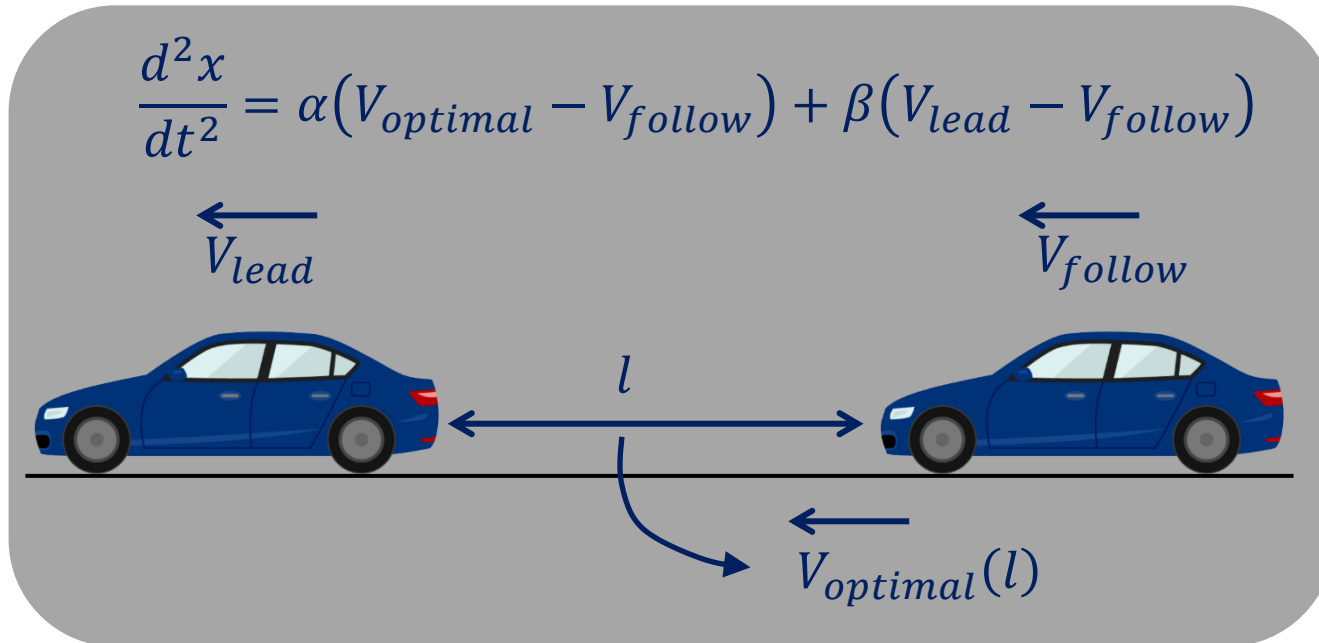 d²x/dt² = α(V_optimal − V_follow) + β(V_lead − V_follow)
V_lead
V_follow
l
V_optimal(l)